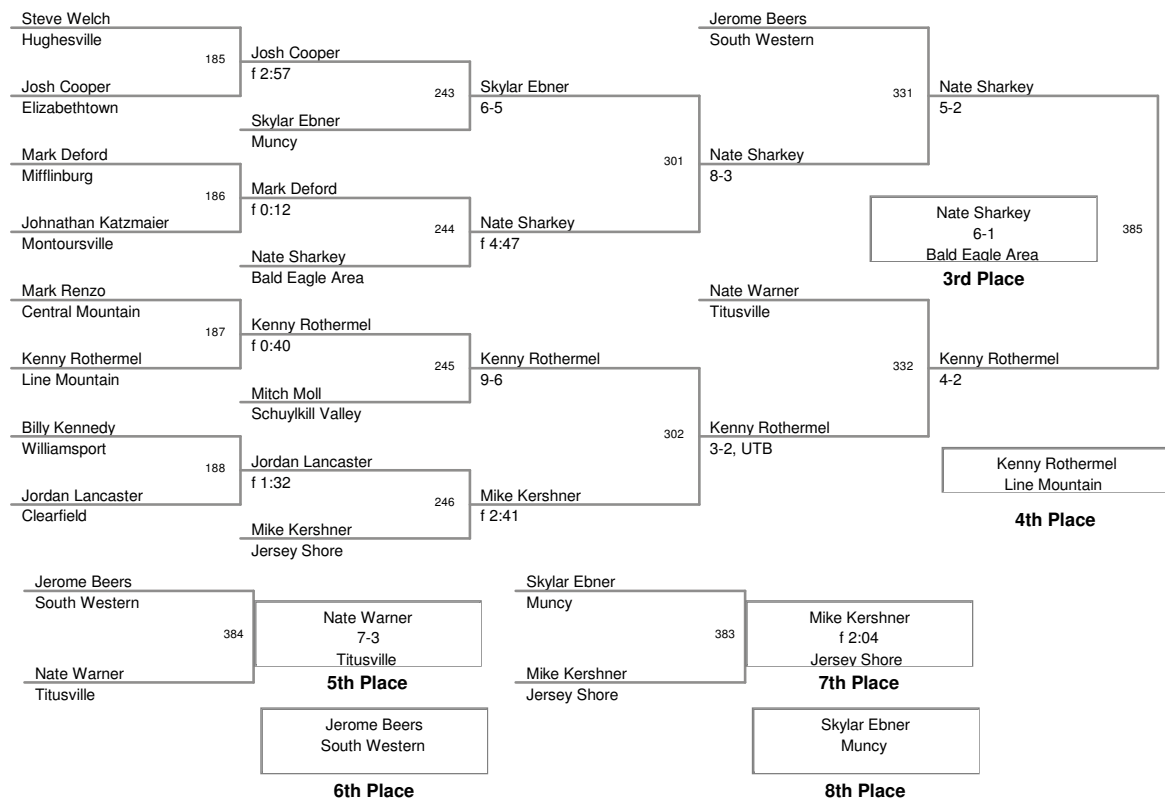 Steve Welch
Hughesville
185
Josh Cooper
Elizabethtown
Josh Cooper
f 2:57
243
Skylar Ebner
Muncy
Skylar Ebner
6-5
Mark Deford
Mifflinburg
186
Johnathan Katzmaier
Montoursville
Mark Deford
f 0:12
244
Nate Sharkey
Bald Eagle Area
Nate Sharkey
f 4:47
301
Nate Sharkey
8-3
Jerome Beers
South Western
331
Nate Sharkey
5-2
Mark Renzo
Central Mountain
187
Kenny Rothermel
Line Mountain
Kenny Rothermel
f 0:40
245
Mitch Moll
Schuylkill Valley
Kenny Rothermel
9-6
Billy Kennedy
Williamsport
188
Jordan Lancaster
Clearfield
Jordan Lancaster
f 1:32
246
Mike Kershner
Jersey Shore
Mike Kershner
f 2:41
302
Kenny Rothermel
3-2, UTB
Nate Warner
Titusville
332
Kenny Rothermel
4-2
385
Nate Sharkey
6-1
Bald Eagle Area
3rd Place
Kenny Rothermel
Line Mountain
4th Place
Jerome Beers
South Western
384
Nate Warner
Titusville
Nate Warner
7-3
Titusville
5th Place
Jerome Beers
South Western
6th Place
Skylar Ebner
Muncy
383
Mike Kershner
Jersey Shore
Mike Kershner
f 2:04
Jersey Shore
7th Place
Skylar Ebner
Muncy
8th Place